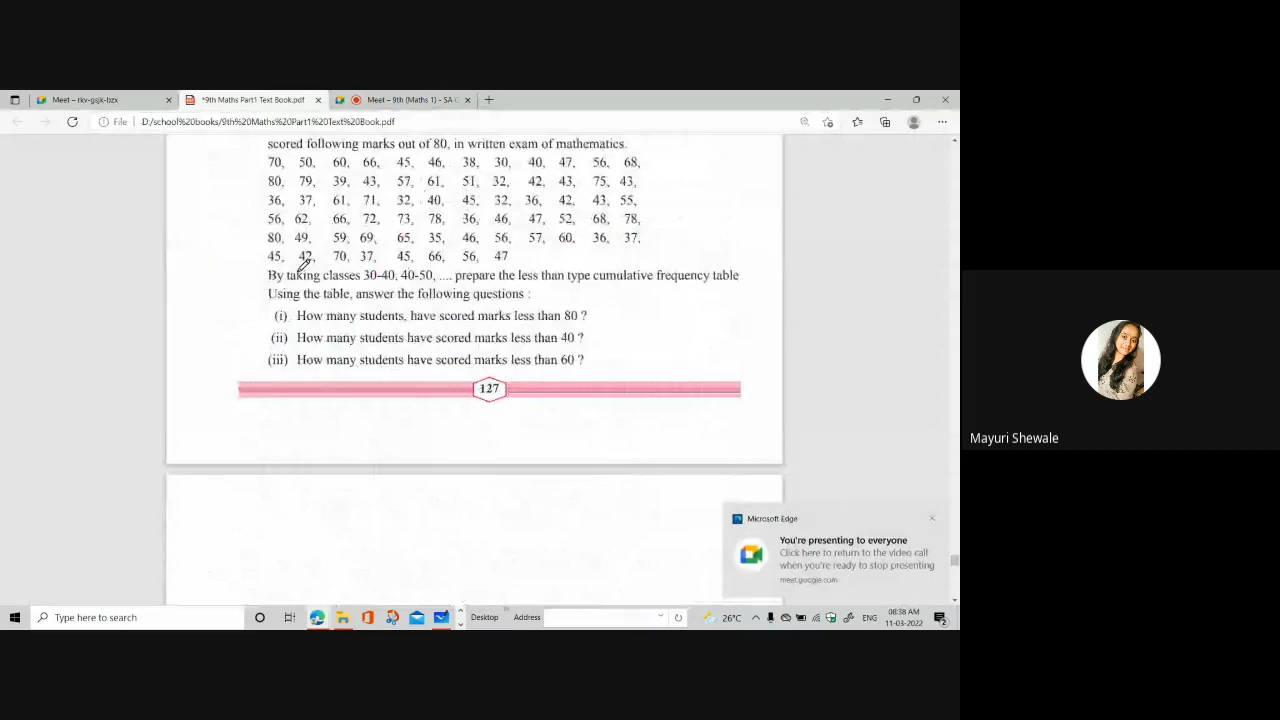 Meet – rkv-gsjk-bzx
*9th Maths Part1 Text Book.pdf
Meet – 9th (Maths 1) - SA
File D:/school%20books/9th%20Maths%20Part1%20Text%20Book.pdf
scored following marks out of 80, in written exam of mathematics.
70, 50, 60, 66, 45, 46, 38, 30, 40, 47, 56, 68,
80, 79, 39, 43, 57, 61, 51, 32, 42, 43, 75, 43,
36, 37, 61, 71, 32, 40, 45, 32, 36, 42, 43, 55,
56, 62, 66, 72, 73, 78, 36, 46, 47, 52, 68, 78,
80, 49, 59, 69, 65, 35, 46, 56, 57, 60, 36, 37,
45, 42, 70, 37, 45, 66, 56, 47
By taking classes 30-40, 40-50, .... prepare the less than type cumulative frequency table
Using the table, answer the following questions :
(i) How many students, have scored marks less than 80 ?
(ii) How many students have scored marks less than 40 ?
(iii) How many students have scored marks less than 60 ?
127
Mayuri Shewale
Microsoft Edge
You're presenting to everyone
Click here to return to the video call
when you're ready to stop presenting
meet.google.com
Type here to search
Desktop
Address
26°C
ENG
08:38 AM
11-03-2022
2